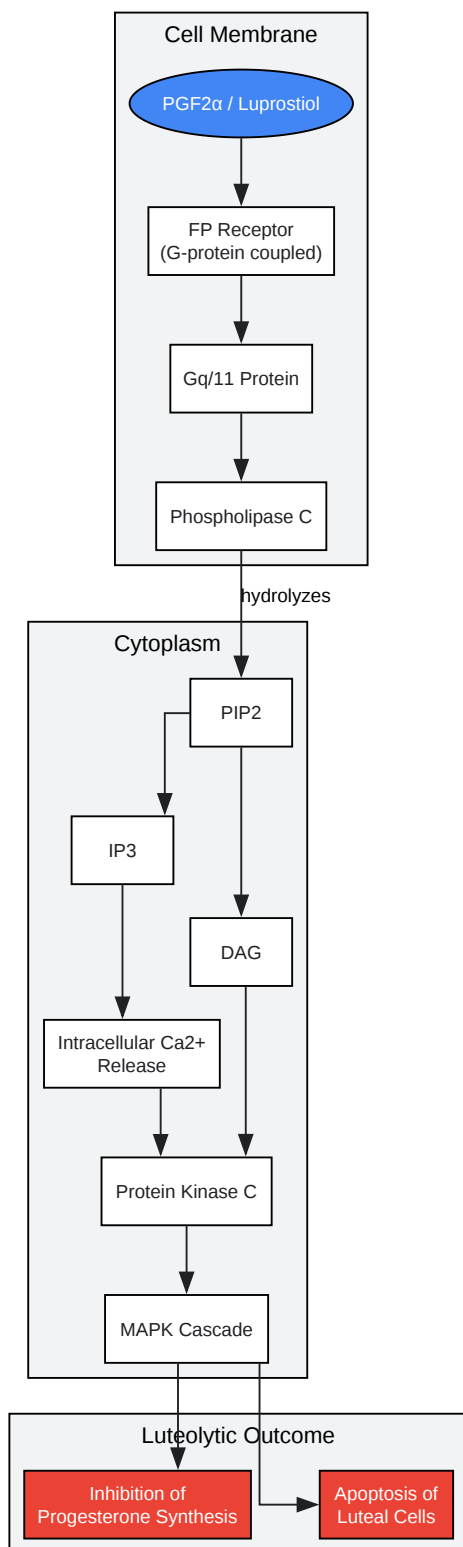 Cell Membrane
PGF2α / Luprostiol
FP Receptor
(G-protein coupled)
Gq/11 Protein
Phospholipase C
hydrolyzes
Cytoplasm
PIP2
IP3
DAG
Intracellular Ca2+
Release
Protein Kinase C
MAPK Cascade
Luteolytic Outcome
Inhibition of
Progesterone Synthesis
Apoptosis of
Luteal Cells